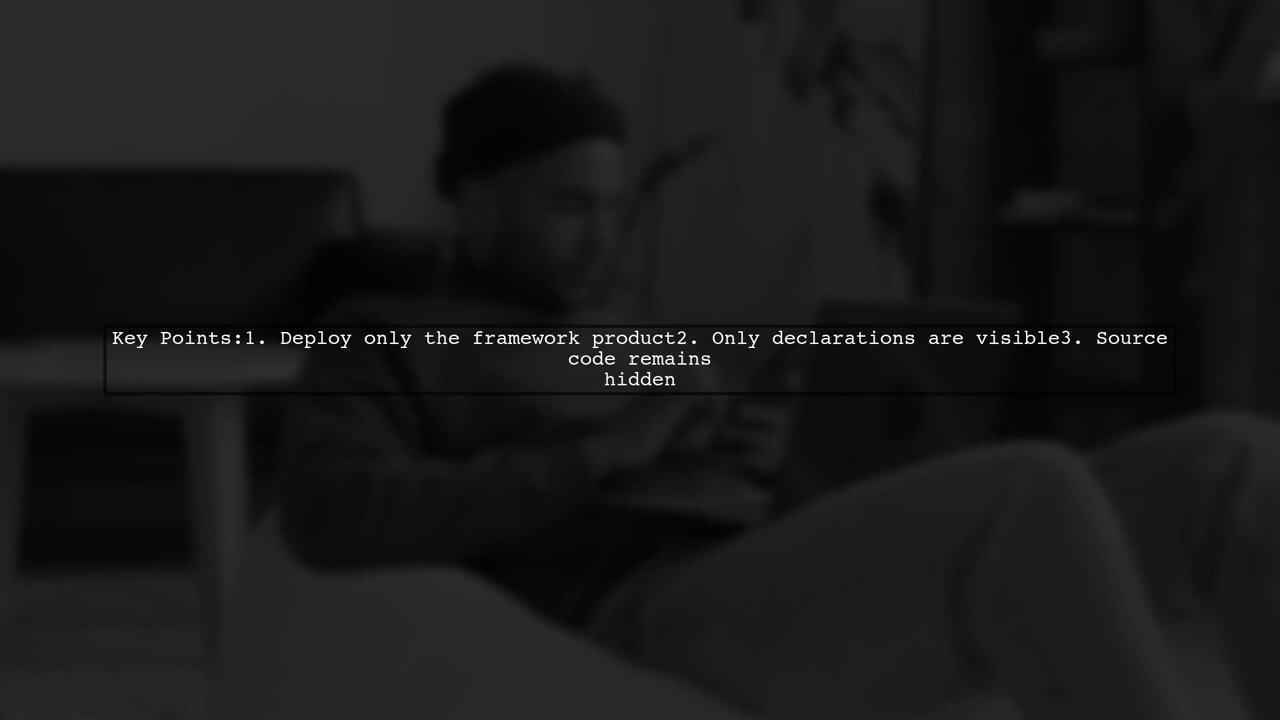 Key Points:1. Deploy only the framework product2. Only declarations are visible3. Source
code remains
hidden